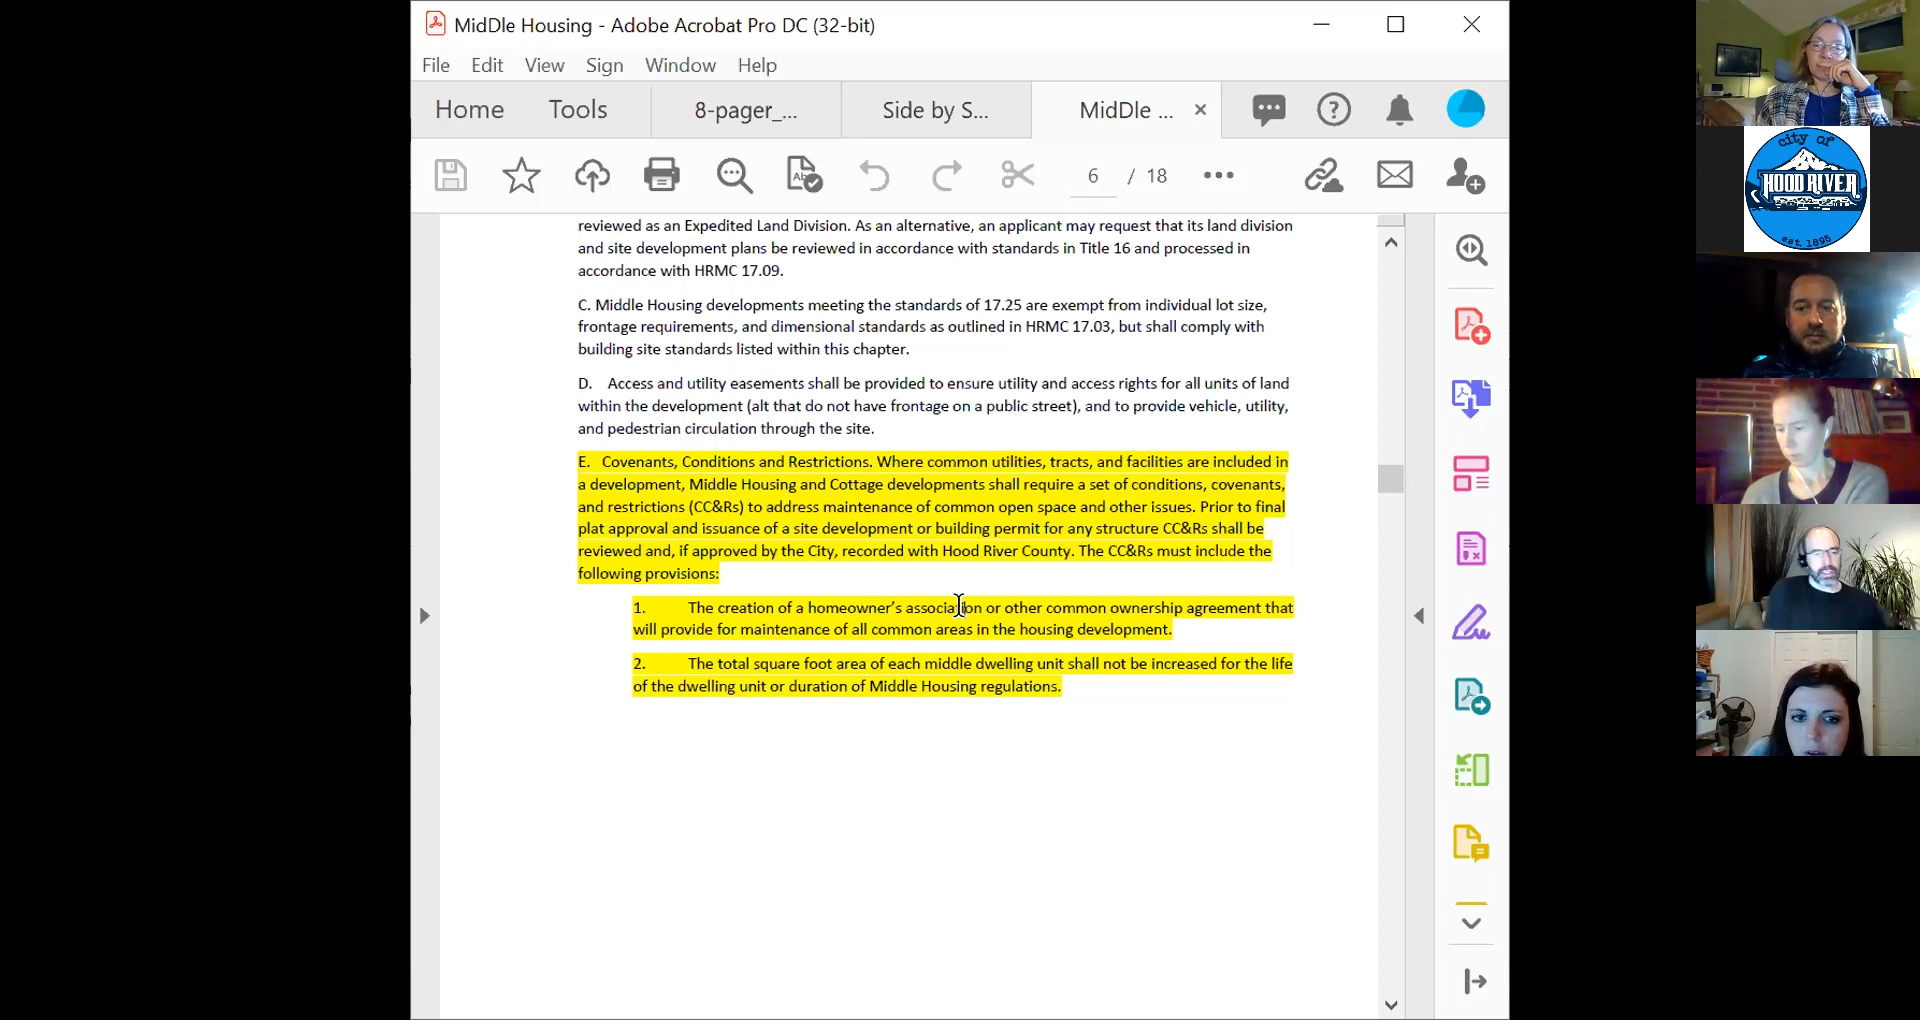 MidDle Housing - Adobe Acrobat Pro DC (32-bit)
File Edit View Sign Window Help
Home Tools 8-pager_... Side by S... MidDle ...
6 / 18
reviewed as an Expedited Land Division. As an alternative, an applicant may request that its land division
and site development plans be reviewed in accordance with standards in Title 16 and processed in
accordance with HRMC 17.09.
C. Middle Housing developments meeting the standards of 17.25 are exempt from individual lot size,
frontage requirements, and dimensional standards as outlined in HRMC 17.03, but shall comply with
building site standards listed within this chapter.
D. Access and utility easements shall be provided to ensure utility and access rights for all units of land
within the development (alt that do not have frontage on a public street), and to provide vehicle, utility,
and pedestrian circulation through the site.
E. Covenants, Conditions and Restrictions. Where common utilities, tracts, and facilities are included in
a development, Middle Housing and Cottage developments shall require a set of conditions, covenants,
and restrictions (CC&Rs) to address maintenance of common open space and other issues. Prior to final
plat approval and issuance of a site development or building permit for any structure CC&Rs shall be
reviewed and, if approved by the City, recorded with Hood River County. The CC&Rs must include the
following provisions:
1. The creation of a homeowner’s association or other common ownership agreement that
will provide for maintenance of all common areas in the housing development.
2. The total square foot area of each middle dwelling unit shall not be increased for the life
of the dwelling unit or duration of Middle Housing regulations.
city of
HOOD RIVER
est. 1895